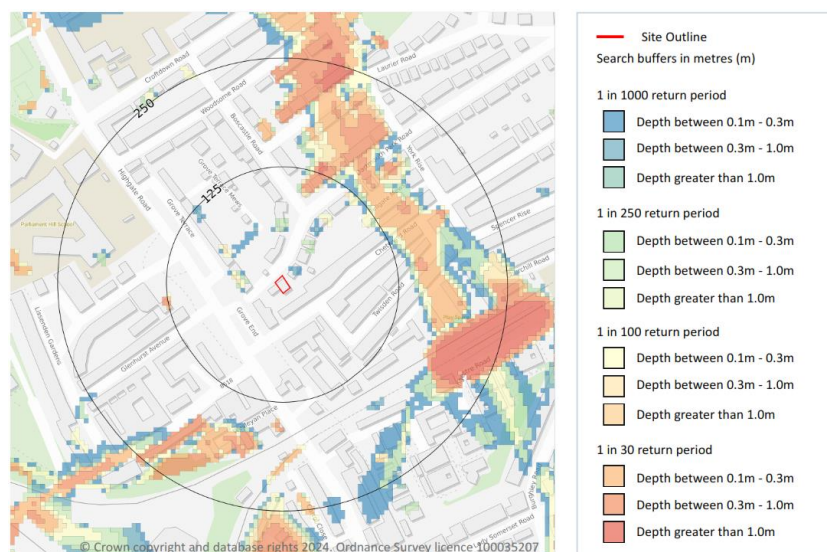 Site Outline
Search buffers in metres (m)
1 in 1000 return period
Depth between 0.1m - 0.3m
Depth between 0.3m - 1.0m
Depth greater than 1.0m
1 in 250 return period
Depth between 0.1m - 0.3m
Depth between 0.3m - 1.0m
Depth greater than 1.0m
1 in 100 return period
Depth between 0.1m - 0.3m
Depth between 0.3m - 1.0m
Depth greater than 1.0m
1 in 30 return period
Depth between 0.1m - 0.3m
Depth between 0.3m - 1.0m
Depth greater than 1.0m
Croftdown Road
Laurier Road
Woodsome Road
250
Boscastle Road
York Rise
Highgate Road
125
Grove Terrace
Parliament Hill School
Spencer Rise
Twisden Road
Lissenden Gardens
Grove End
Glenhurst Avenue
B518
© Crown copyright and database rights 2024. Ordnance Survey licence 100035207